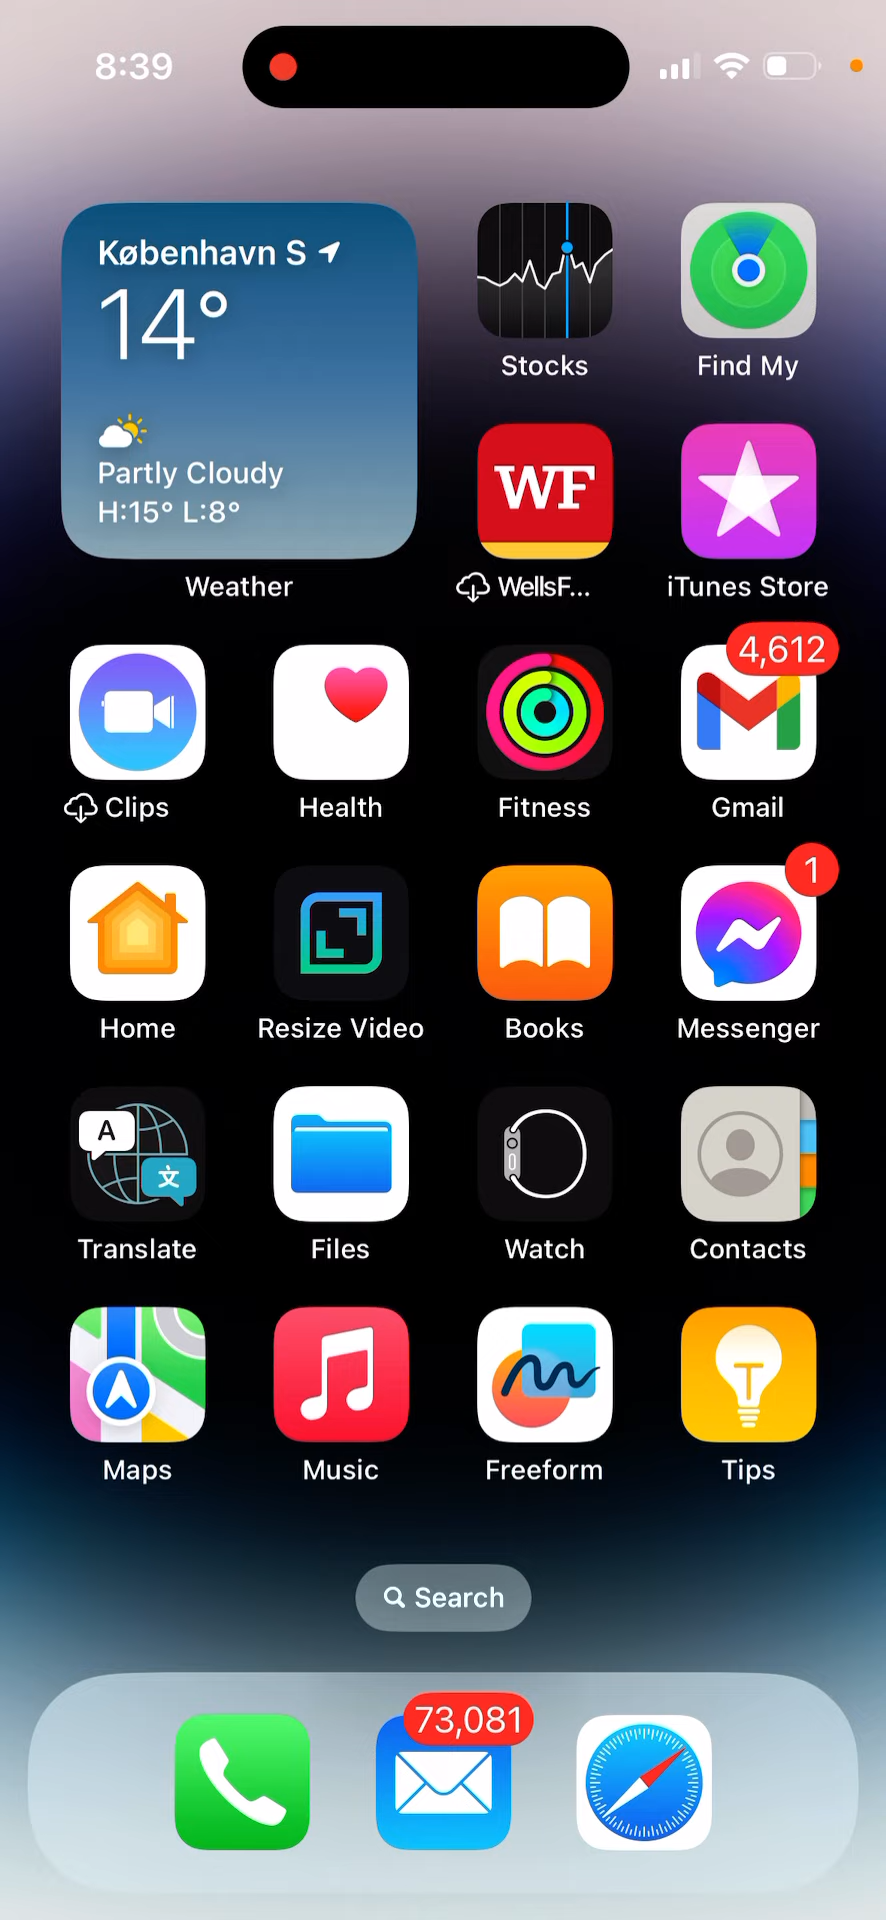 8:39
København S
14°
Partly Cloudy
H:15° L:8°
Weather
Stocks
Find My
WF
WellsF...
iTunes Store
Clips
Health
Fitness
4,612
Gmail
Home
Resize Video
Books
1
Messenger
A
文
Translate
Files
Watch
Contacts
Maps
Music
Freeform
Tips
Search
73,081